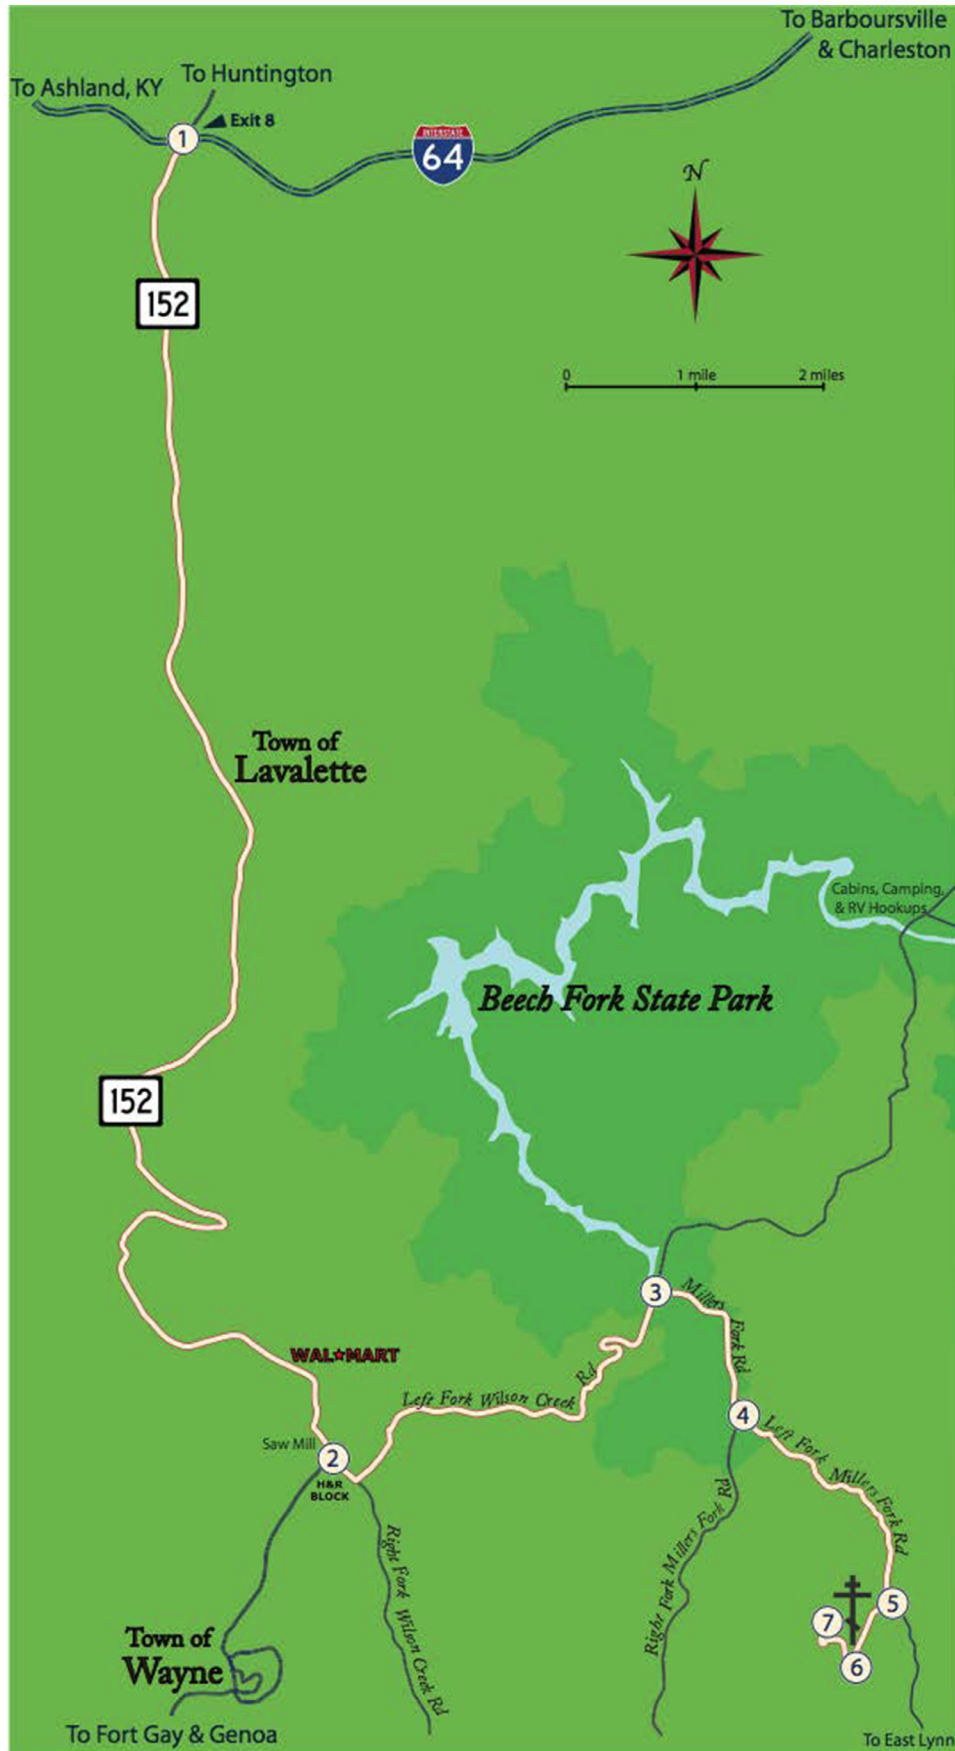 To Barboursville
& Charleston
To Huntington
To Ashland, KY
Exit 8
1
INTERSTATE
64
N
152
0 1 mile 2 miles
Town of
Lavalette
Cabins, Camping,
& RV Hookups
Beech Fork State Park
152
3
Millers Fork Rd
WAL★MART
Left Fork Wilson Creek Rd
4
Left Fork Millers Fork Rd
Saw Mill
2
H&R
BLOCK
Right Fork Wilson Creek Rd
Right Fork Millers Fork Rd
5
7
6
Town of
Wayne
To Fort Gay & Genoa
To East Lynn